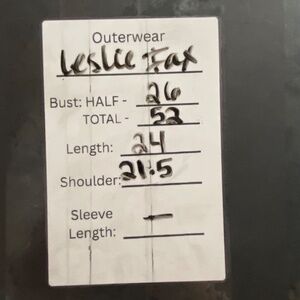 Outerwear
Leslie Fax
Bust: HALF - 26
TOTAL - 52
Length: 24
Shoulder: 21.5
Sleeve
Length: —